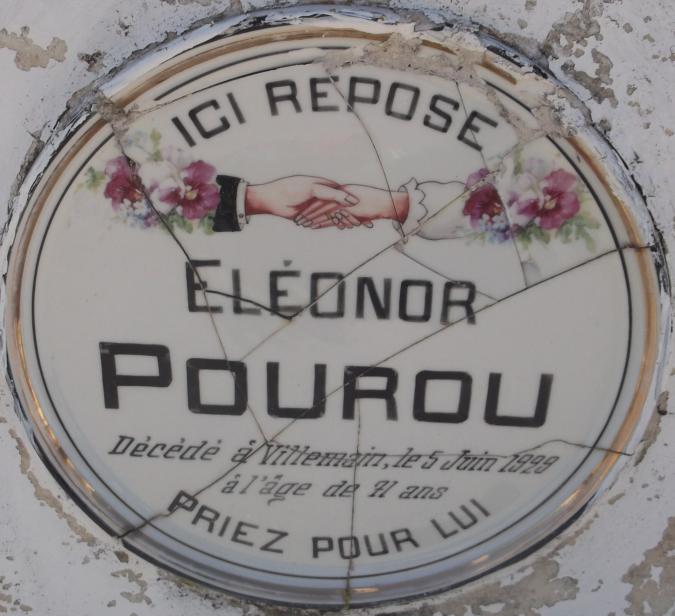 ICI REPOSE
ELÉONOR
POUROU
Décédé à Villemain, le 5 Juin 1929
à l'âge de 71 ans
PRIEZ POUR LUI